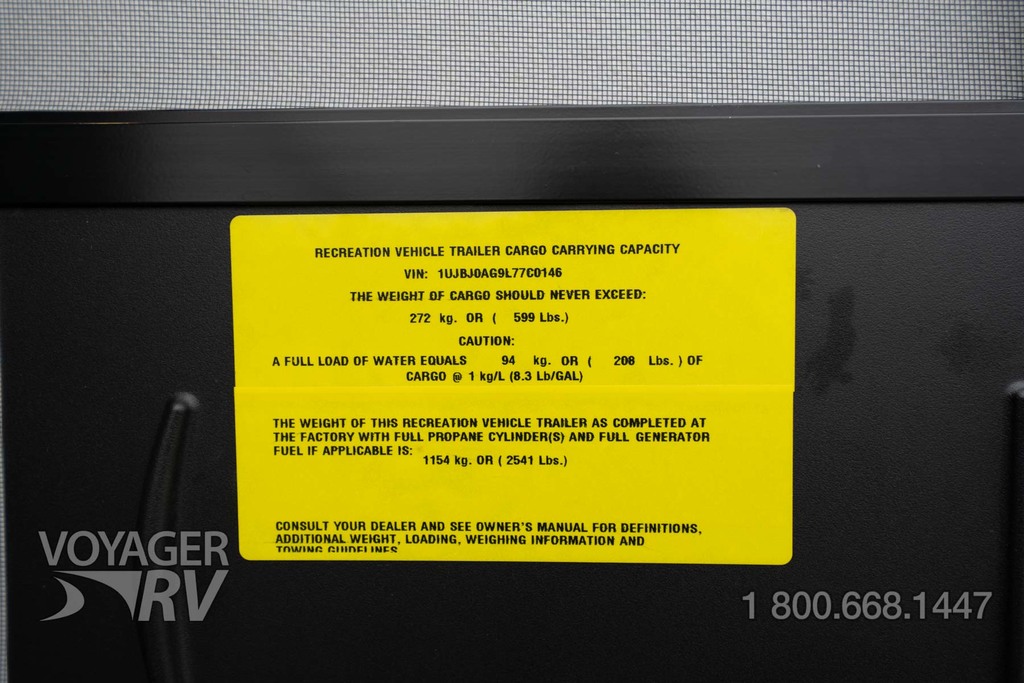 RECREATION VEHICLE TRAILER CARGO CARRYING CAPACITY
VIN: 1UJBJ0AG9L77C0146
THE WEIGHT OF CARGO SHOULD NEVER EXCEED:
272 kg. OR ( 599 Lbs.)
CAUTION:
A FULL LOAD OF WATER EQUALS 94 kg. OR ( 208 Lbs. ) OF
CARGO @ 1 kg/L (8.3 Lb/GAL)
THE WEIGHT OF THIS RECREATION VEHICLE TRAILER AS COMPLETED AT
THE FACTORY WITH FULL PROPANE CYLINDER(S) AND FULL GENERATOR
FUEL IF APPLICABLE IS:
1154 kg. OR ( 2541 Lbs.)
CONSULT YOUR DEALER AND SEE OWNER'S MANUAL FOR DEFINITIONS,
ADDITIONAL WEIGHT, LOADING, WEIGHING INFORMATION AND
TOWING GUIDELINES
VOYAGER
RV
1 800.668.1447